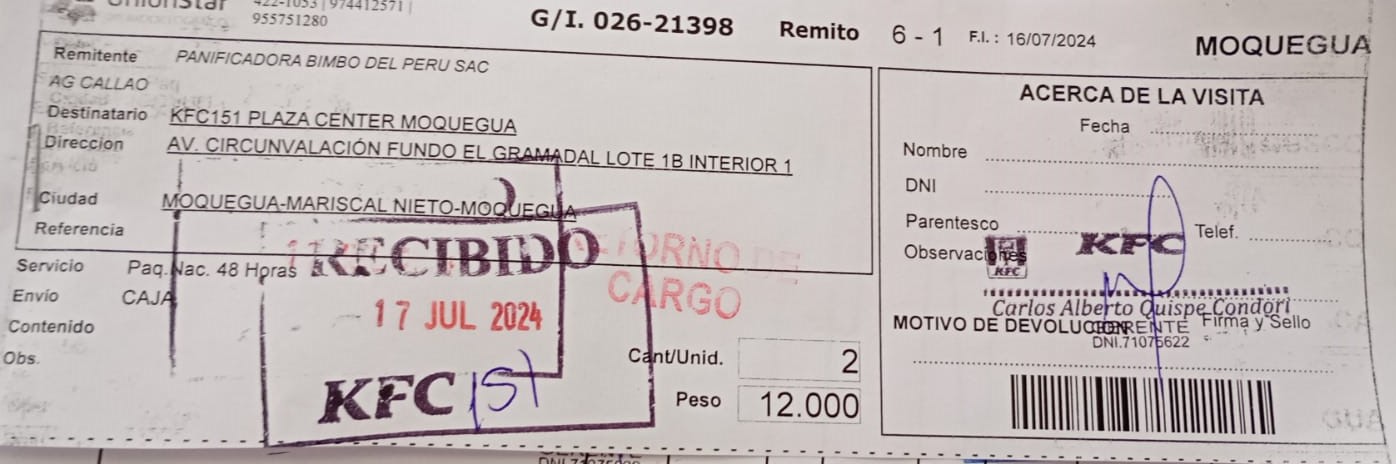 422-1053 | 974412571 |
955751280
G/I. 026-21398 Remito 6 - 1 F.I. : 16/07/2024 MOQUEGUA
Remitente PANIFICADORA BIMBO DEL PERU SAC
AG CALLAO
Destinatario KFC151 PLAZA CENTER MOQUEGUA
Direccion AV. CIRCUNVALACIÓN FUNDO EL GRAMADAL LOTE 1B INTERIOR 1
Ciudad MOQUEGUA-MARISCAL NIETO-MOQUEGUA
Referencia
Servicio Paq.Nac. 48 Horas
Envío CAJA
Contenido
Obs.
RECIBIDO
17 JUL 2024
KFC 151
RETORNO DE
CARGO
Cant/Unid. 2
Peso 12.000
ACERCA DE LA VISITA
Fecha
Nombre
DNI
Parentesco Telef.
Observaciones
KFC
KFC
Carlos Alberto Quispe Condori
MOTIVO DE DEVOLUCION Firma y Sello
DNI.71075622